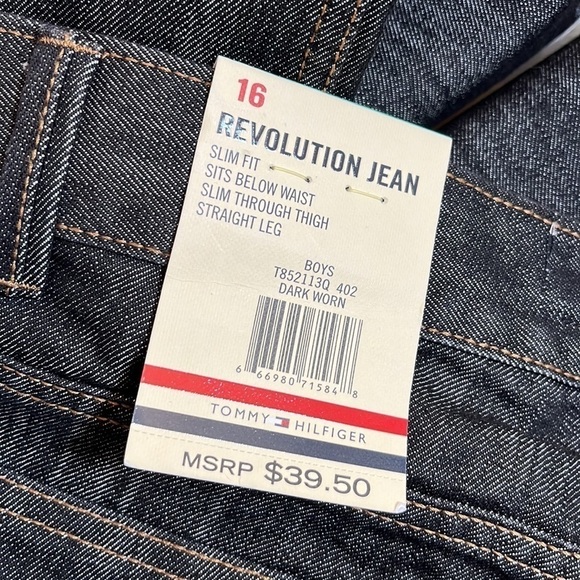 16
REVOLUTION JEAN
SLIM FIT
SITS BELOW WAIST
SLIM THROUGH THIGH
STRAIGHT LEG
BOYS
T852113Q 402
DARK WORN
6 66980 71584 8
TOMMY HILFIGER
MSRP $39.50